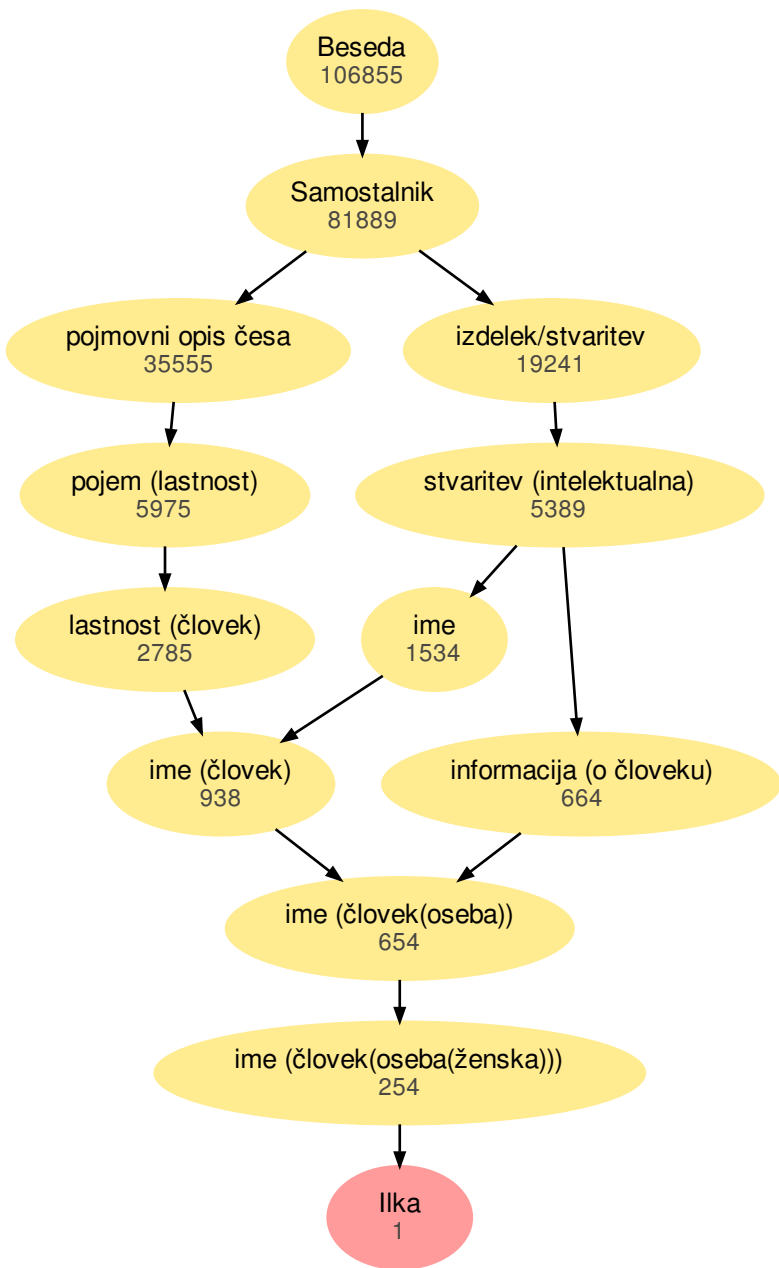 Beseda
106855
Samostalnik
81889
pojmovni opis česa
35555
izdelek/stvaritev
19241
pojem (lastnost)
5975
stvaritev (intelektualna)
5389
lastnost (človek)
2785
ime
1534
ime (človek)
938
informacija (o človeku)
664
ime (človek(oseba))
654
ime (človek(oseba(ženska)))
254
Ilka
1